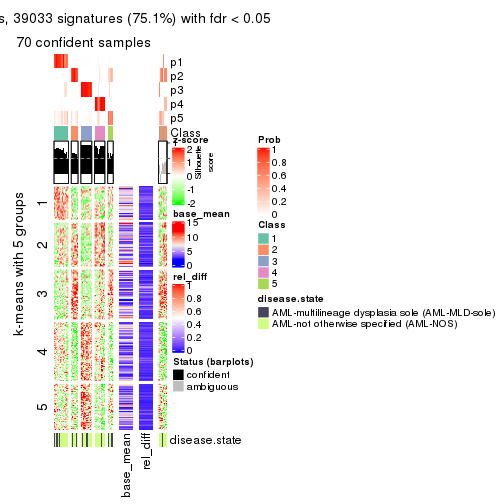 s, 39033 signatures (75.1%) with fdr < 0.05
70 confident samples
p1
p2
p3
p4
p5
Class
Silhouette
score
1
2
3
4
5
k-means with 5 groups
base_mean
rel_diff
disease.state
z-score
2
1
0
-1
-2
base_mean
15
10
5
0
rel_diff
1
0.8
0.6
0.4
0.2
0
Status (barplots)
confident
ambiguous
Prob
1
0.8
0.6
0.4
0.2
0
Class
1
2
3
4
5
disease.state
AML-multilineage dysplasia sole (AML-MLD-sole)
AML-not otherwise specified (AML-NOS)